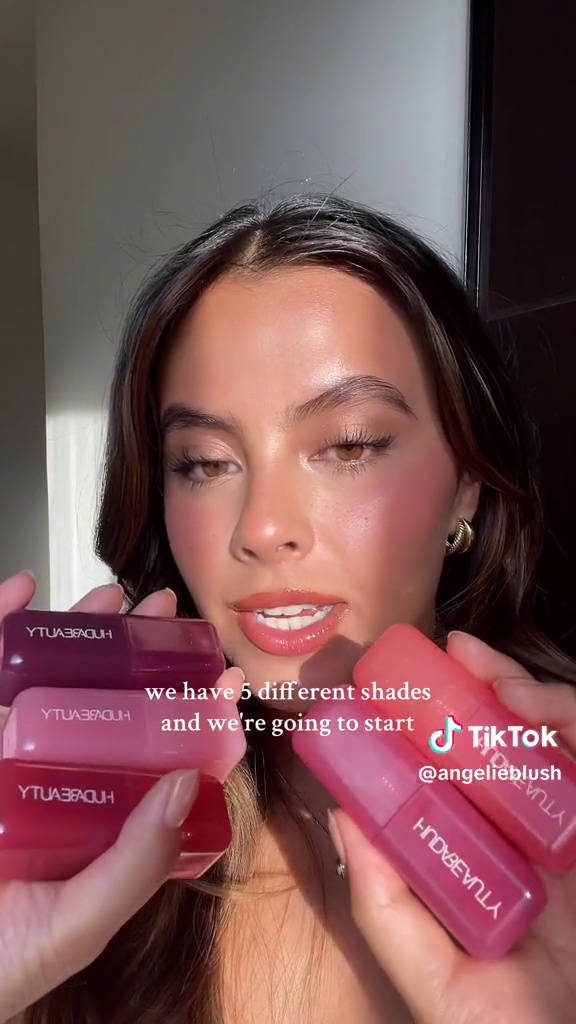 HUDABEAUTY
HUDABEAUTY
HUDABEAUTY
we have 5 different shades
and we're going to start
TikTok
@angelieblush
HUDABEAUTY
HUDABEAUTY